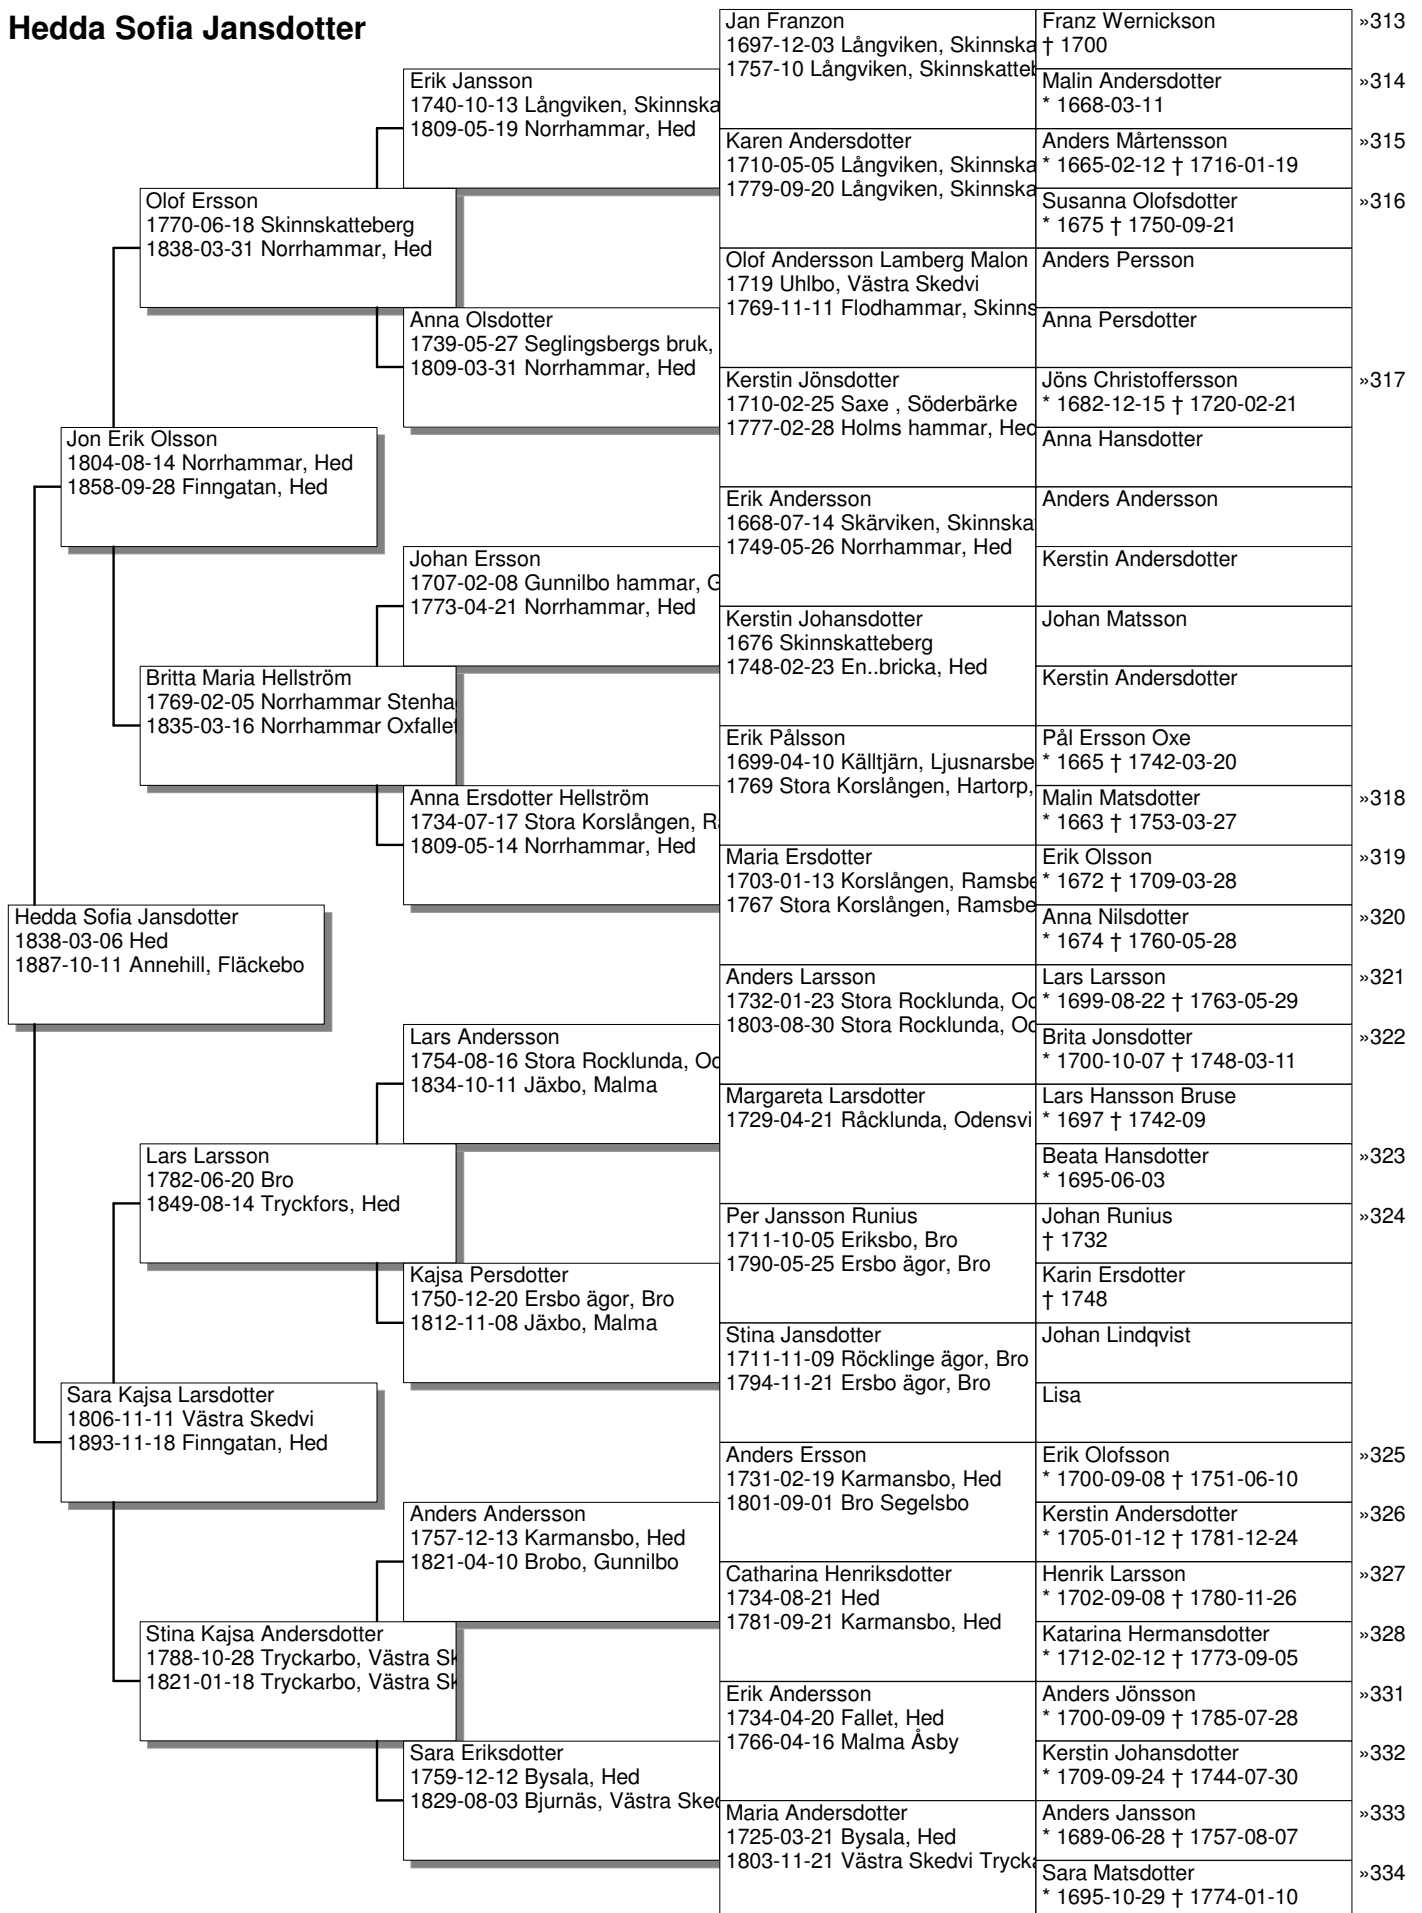 Hedda Sofia Jansdotter
Hedda Sofia Jansdotter
1838-03-06 Hed
1887-10-11 Annehill, Fläckebo
Jon Erik Olsson
1804-08-14 Norrhammar, Hed
1858-09-28 Finngatan, Hed
Sara Kajsa Larsdotter
1806-11-11 Västra Skedvi
1893-11-18 Finngatan, Hed
Olof Ersson
1770-06-18 Skinnskatteberg
1838-03-31 Norrhammar, Hed
Britta Maria Hellström
1769-02-05 Norrhammar Stenha
1835-03-16 Norrhammar Oxfallet
Lars Larsson
1782-06-20 Bro
1849-08-14 Tryckfors, Hed
Stina Kajsa Andersdotter
1788-10-28 Tryckarbo, Västra Sk
1821-01-18 Tryckarbo, Västra Sk
Erik Jansson
1740-10-13 Långviken, Skinnska
1809-05-19 Norrhammar, Hed
Anna Olsdotter
1739-05-27 Seglingsbergs bruk,
1809-03-31 Norrhammar, Hed
Johan Ersson
1707-02-08 Gunnilbo hammar, G
1773-04-21 Norrhammar, Hed
Anna Ersdotter Hellström
1734-07-17 Stora Korslången, Ra
1809-05-14 Norrhammar, Hed
Lars Andersson
1754-08-16 Stora Rocklunda, Od
1834-10-11 Jäxbo, Malma
Kajsa Persdotter
1750-12-20 Ersbo ägor, Bro
1812-11-08 Jäxbo, Malma
Anders Andersson
1757-12-13 Karmansbo, Hed
1821-04-10 Brobo, Gunnilbo
Sara Eriksdotter
1759-12-12 Bysala, Hed
1829-08-03 Bjurnäs, Västra Sked
Jan Franzon
1697-12-03 Långviken, Skinnska
1757-10 Långviken, Skinnskatteb
Karen Andersdotter
1710-05-05 Långviken, Skinnska
1779-09-20 Långviken, Skinnska
Olof Andersson Lamberg Malon
1719 Uhlbo, Västra Skedvi
1769-11-11 Flodhammar, Skinns
Kerstin Jönsdotter
1710-02-25 Saxe , Söderbärke
1777-02-28 Holms hammar, Hed
Erik Andersson
1668-07-14 Skärviken, Skinnska
1749-05-26 Norrhammar, Hed
Kerstin Johansdotter
1676 Skinnskatteberg
1748-02-23 En..bricka, Hed
Erik Pålsson
1699-04-10 Källtjärn, Ljusnarsbe
1769 Stora Korslången, Hartorp,
Maria Ersdotter
1703-01-13 Korslången, Ramsbe
1767 Stora Korslången, Ramsbe
Anders Larsson
1732-01-23 Stora Rocklunda, Od
1803-08-30 Stora Rocklunda, Od
Margareta Larsdotter
1729-04-21 Råcklunda, Odensvi
Per Jansson Runius
1711-10-05 Eriksbo, Bro
1790-05-25 Ersbo ägor, Bro
Stina Jansdotter
1711-11-09 Röcklinge ägor, Bro
1794-11-21 Ersbo ägor, Bro
Anders Ersson
1731-02-19 Karmansbo, Hed
1801-09-01 Bro Segelsbo
Catharina Henriksdotter
1734-08-21 Hed
1781-09-21 Karmansbo, Hed
Erik Andersson
1734-04-20 Fallet, Hed
1766-04-16 Malma Åsby
Maria Andersdotter
1725-03-21 Bysala, Hed
1803-11-21 Västra Skedvi Trycka
Franz Wernickson »313
† 1700
Malin Andersdotter »314
* 1668-03-11
Anders Mårtensson »315
* 1665-02-12 † 1716-01-19
Susanna Olofsdotter »316
* 1675 † 1750-09-21
Anders Persson
Anna Persdotter
Jöns Christoffersson »317
* 1682-12-15 † 1720-02-21
Anna Hansdotter
Anders Andersson
Kerstin Andersdotter
Johan Matsson
Kerstin Andersdotter
Pål Ersson Oxe
* 1665 † 1742-03-20
Malin Matsdotter »318
* 1663 † 1753-03-27
Erik Olsson »319
* 1672 † 1709-03-28
Anna Nilsdotter »320
* 1674 † 1760-05-28
Lars Larsson »321
* 1699-08-22 † 1763-05-29
Brita Jonsdotter »322
* 1700-10-07 † 1748-03-11
Lars Hansson Bruse
* 1697 † 1742-09
Beata Hansdotter »323
* 1695-06-03
Johan Runius »324
† 1732
Karin Ersdotter
† 1748
Johan Lindqvist
Lisa
Erik Olofsson »325
* 1700-09-08 † 1751-06-10
Kerstin Andersdotter »326
* 1705-01-12 † 1781-12-24
Henrik Larsson »327
* 1702-09-08 † 1780-11-26
Katarina Hermansdotter »328
* 1712-02-12 † 1773-09-05
Anders Jönsson »331
* 1700-09-09 † 1785-07-28
Kerstin Johansdotter »332
* 1709-09-24 † 1744-07-30
Anders Jansson »333
* 1689-06-28 † 1757-08-07
Sara Matsdotter »334
* 1695-10-29 † 1774-01-10